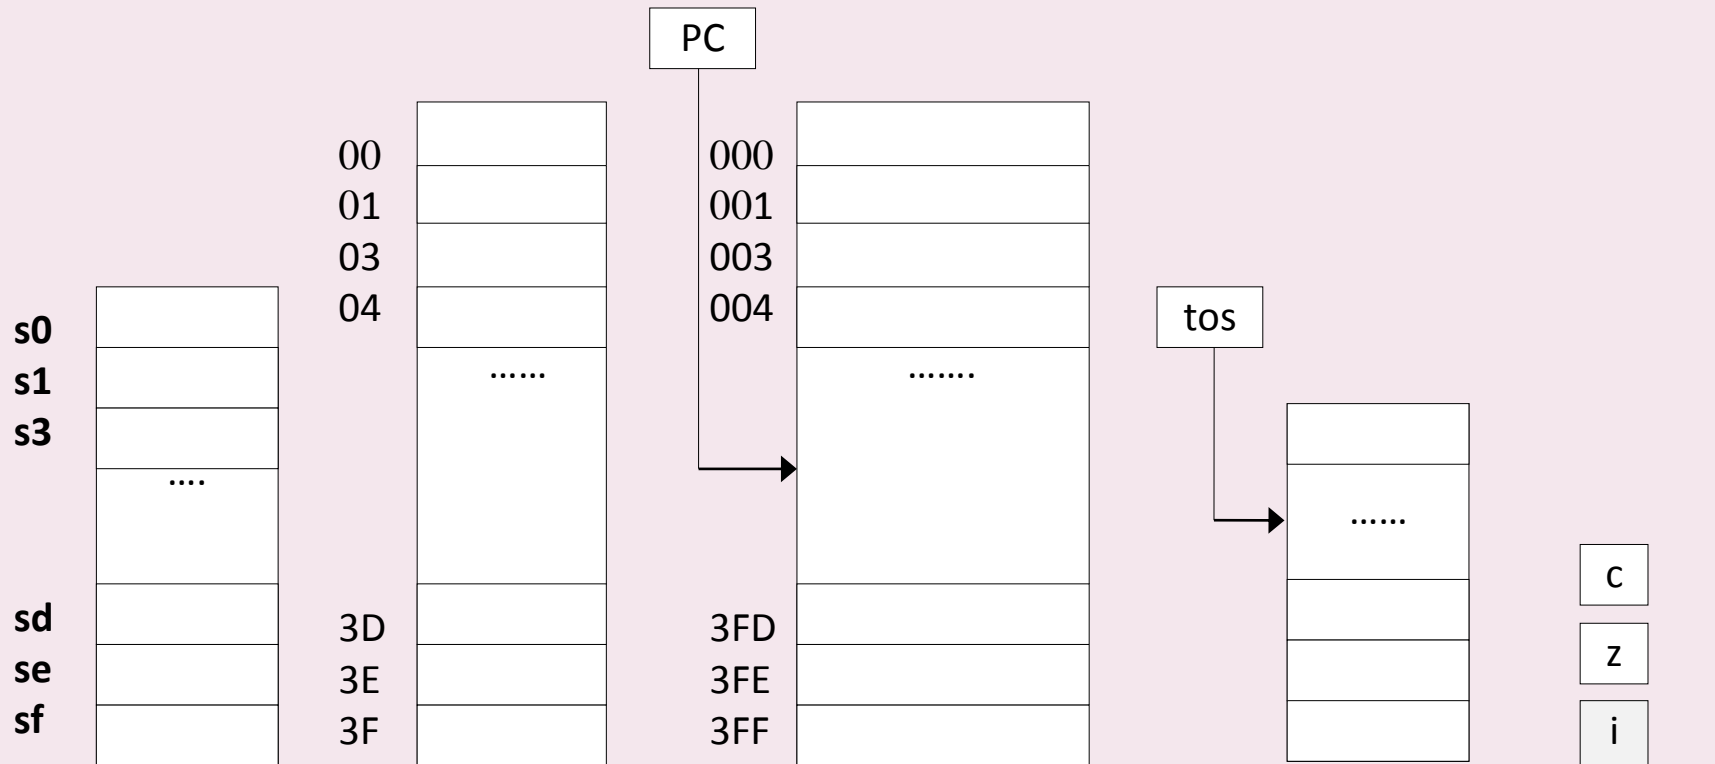 PC
00
01
03
04
3D
3E
3F
000
001
003
004
3FD
3FE
3FF
s0
s1
s3
sd
se
sf
....
......
.......
tos
......
c
z
i